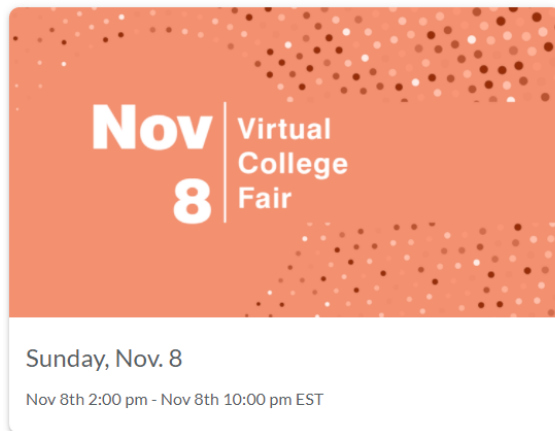 Nov
8
Virtual
College
Fair
Sunday, Nov. 8
Nov 8th 2:00 pm - Nov 8th 10:00 pm EST